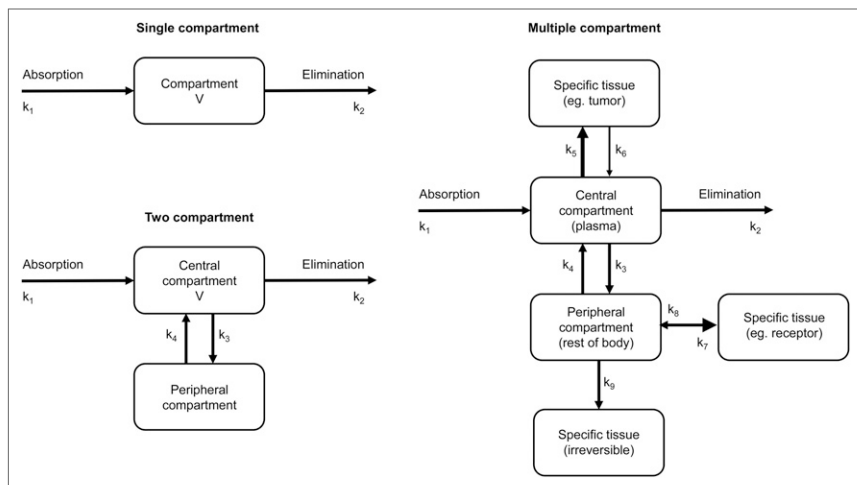 Single compartment
Absorption
k₁
Compartment
V
Elimination
k₂
Two compartment
Absorption
k₁
Central
compartment
V
Elimination
k₂
k₄
k₃
Peripheral
compartment
Multiple compartment
Specific tissue
(eg. tumor)
k₅
k₆
Absorption
k₁
Central
compartment
(plasma)
Elimination
k₂
k₄
k₃
Peripheral
compartment
(rest of body)
k₈
k₇
Specific tissue
(eg. receptor)
k₉
Specific tissue
(irreversible)